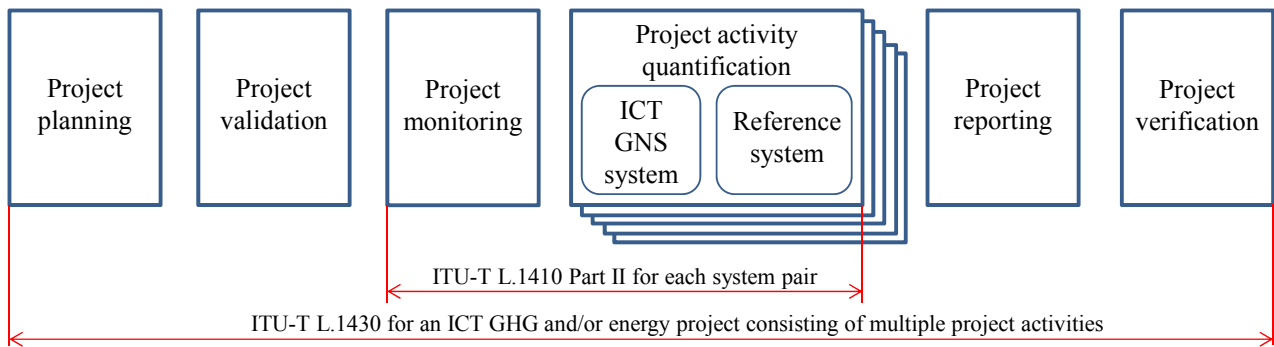 Project
planning
Project
validation
Project
monitoring
Project activity
quantification
ICT
GNS
system
Reference
system
Project
reporting
Project
verification
ITU-T L.1410 Part II for each system pair
ITU-T L.1430 for an ICT GHG and/or energy project consisting of multiple project activities